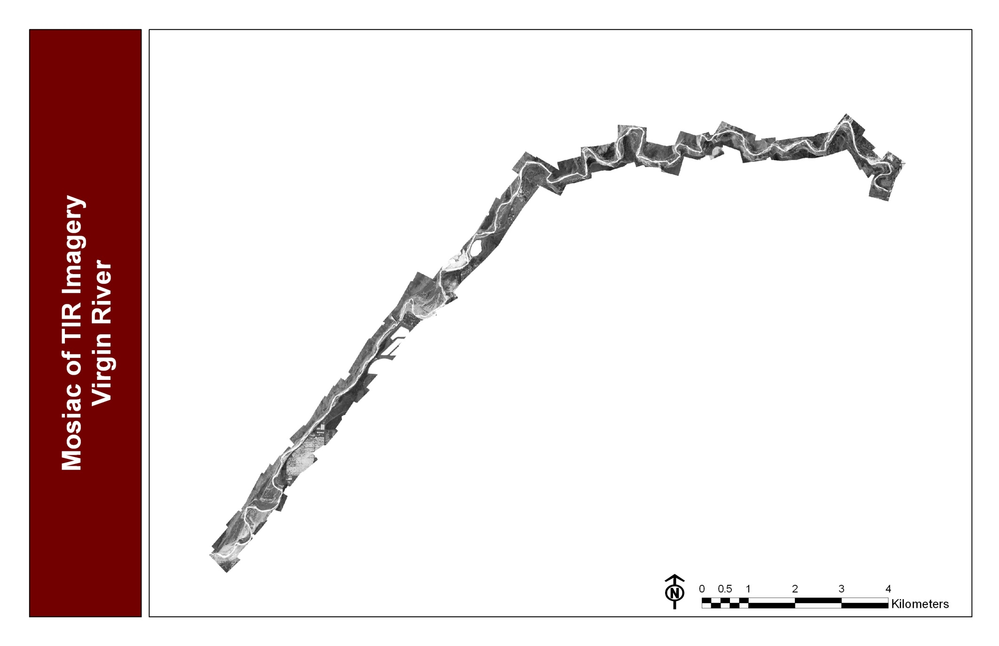 Mosiac of TIR Imagery
Virgin River
N
0 0.5 1 2 3 4
Kilometers